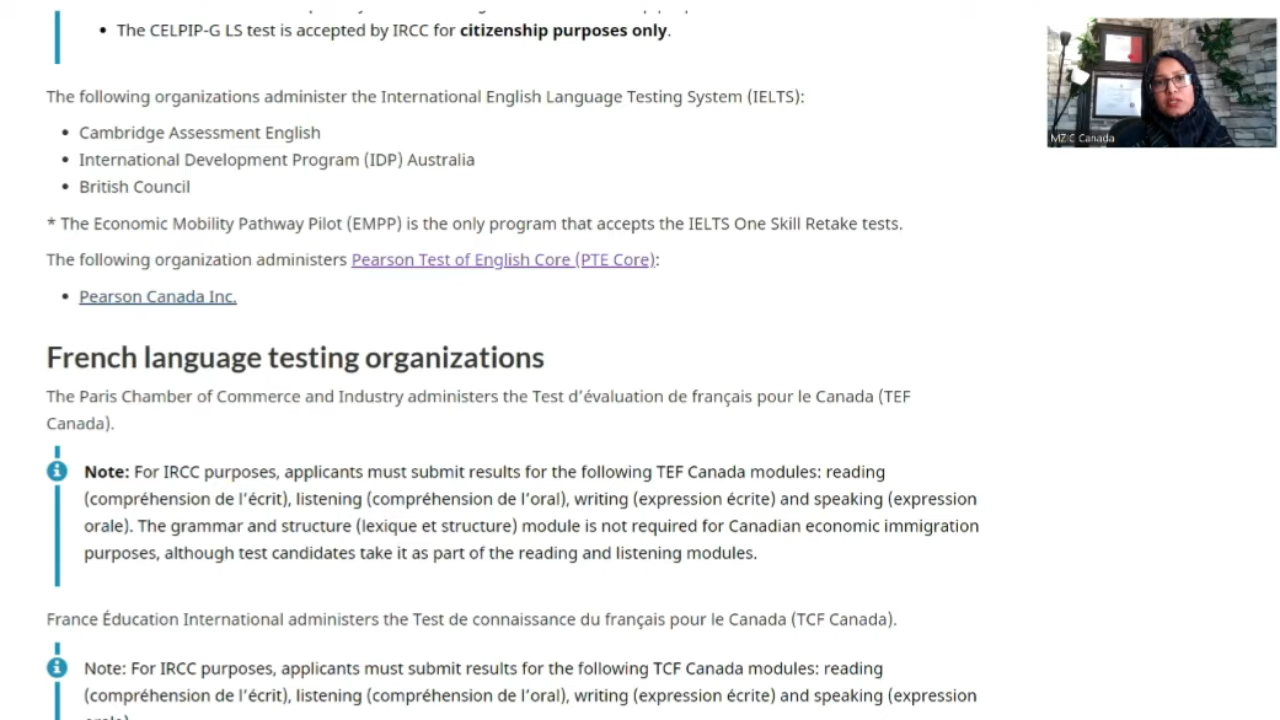 The CELPIP-G LS test is accepted by IRCC for citizenship purposes only.
The following organizations administer the International English Language Testing System (IELTS):
Cambridge Assessment English
International Development Program (IDP) Australia
British Council
* The Economic Mobility Pathway Pilot (EMPP) is the only program that accepts the IELTS One Skill Retake tests.
The following organization administers Pearson Test of English Core (PTE Core):
Pearson Canada Inc.
French language testing organizations
The Paris Chamber of Commerce and Industry administers the Test d’évaluation de français pour le Canada (TEF
Canada).
Note: For IRCC purposes, applicants must submit results for the following TEF Canada modules: reading
(compréhension de l’écrit), listening (compréhension de l’oral), writing (expression écrite) and speaking (expression
orale). The grammar and structure (lexique et structure) module is not required for Canadian economic immigration
purposes, although test candidates take it as part of the reading and listening modules.
France Éducation International administers the Test de connaissance du français pour le Canada (TCF Canada).
Note: For IRCC purposes, applicants must submit results for the following TCF Canada modules: reading
(compréhension de l’écrit), listening (compréhension de l’oral), writing (expression écrite) and speaking (expression
MZIC Canada